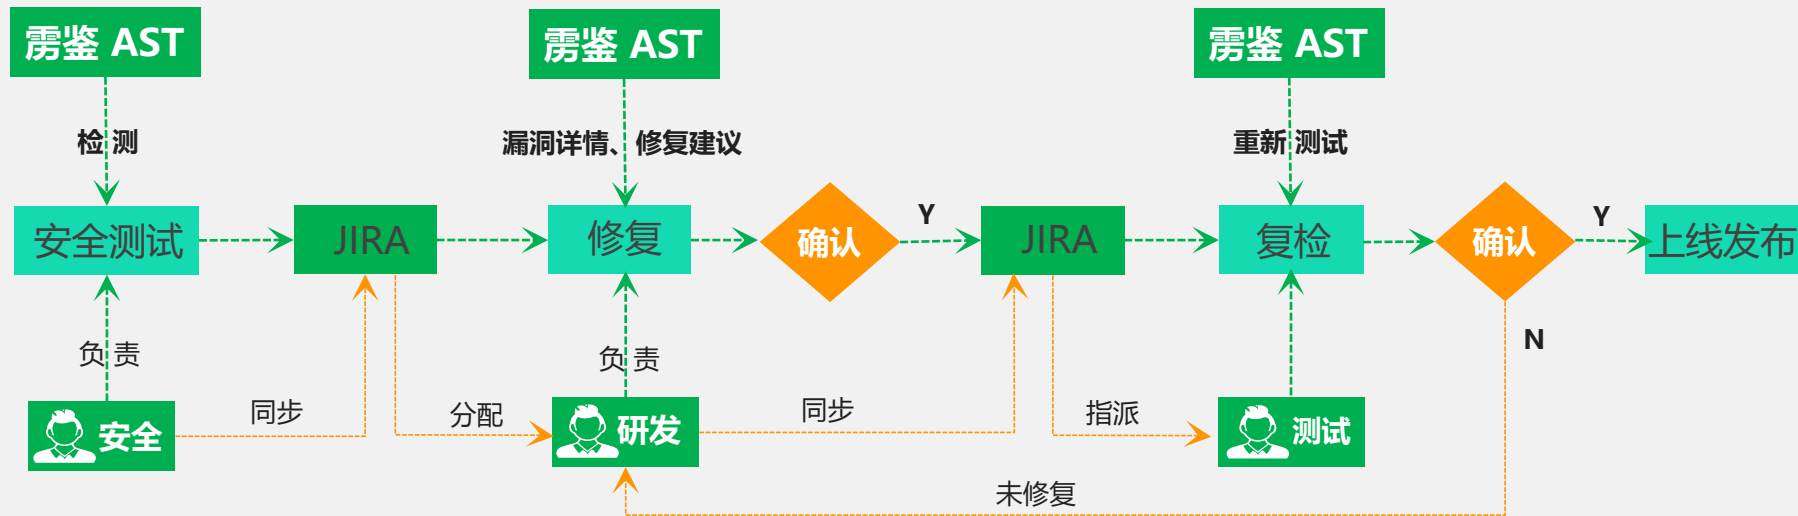 雳鉴 AST
雳鉴 AST
雳鉴 AST
检 测
漏洞详情、修复建议
重新 测试
安全测试
JIRA
修复
确认
Y
JIRA
复检
确认
Y
上线发布
N
负 责
负 责
安全
同步
分配
研发
同步
指派
测试
未修复